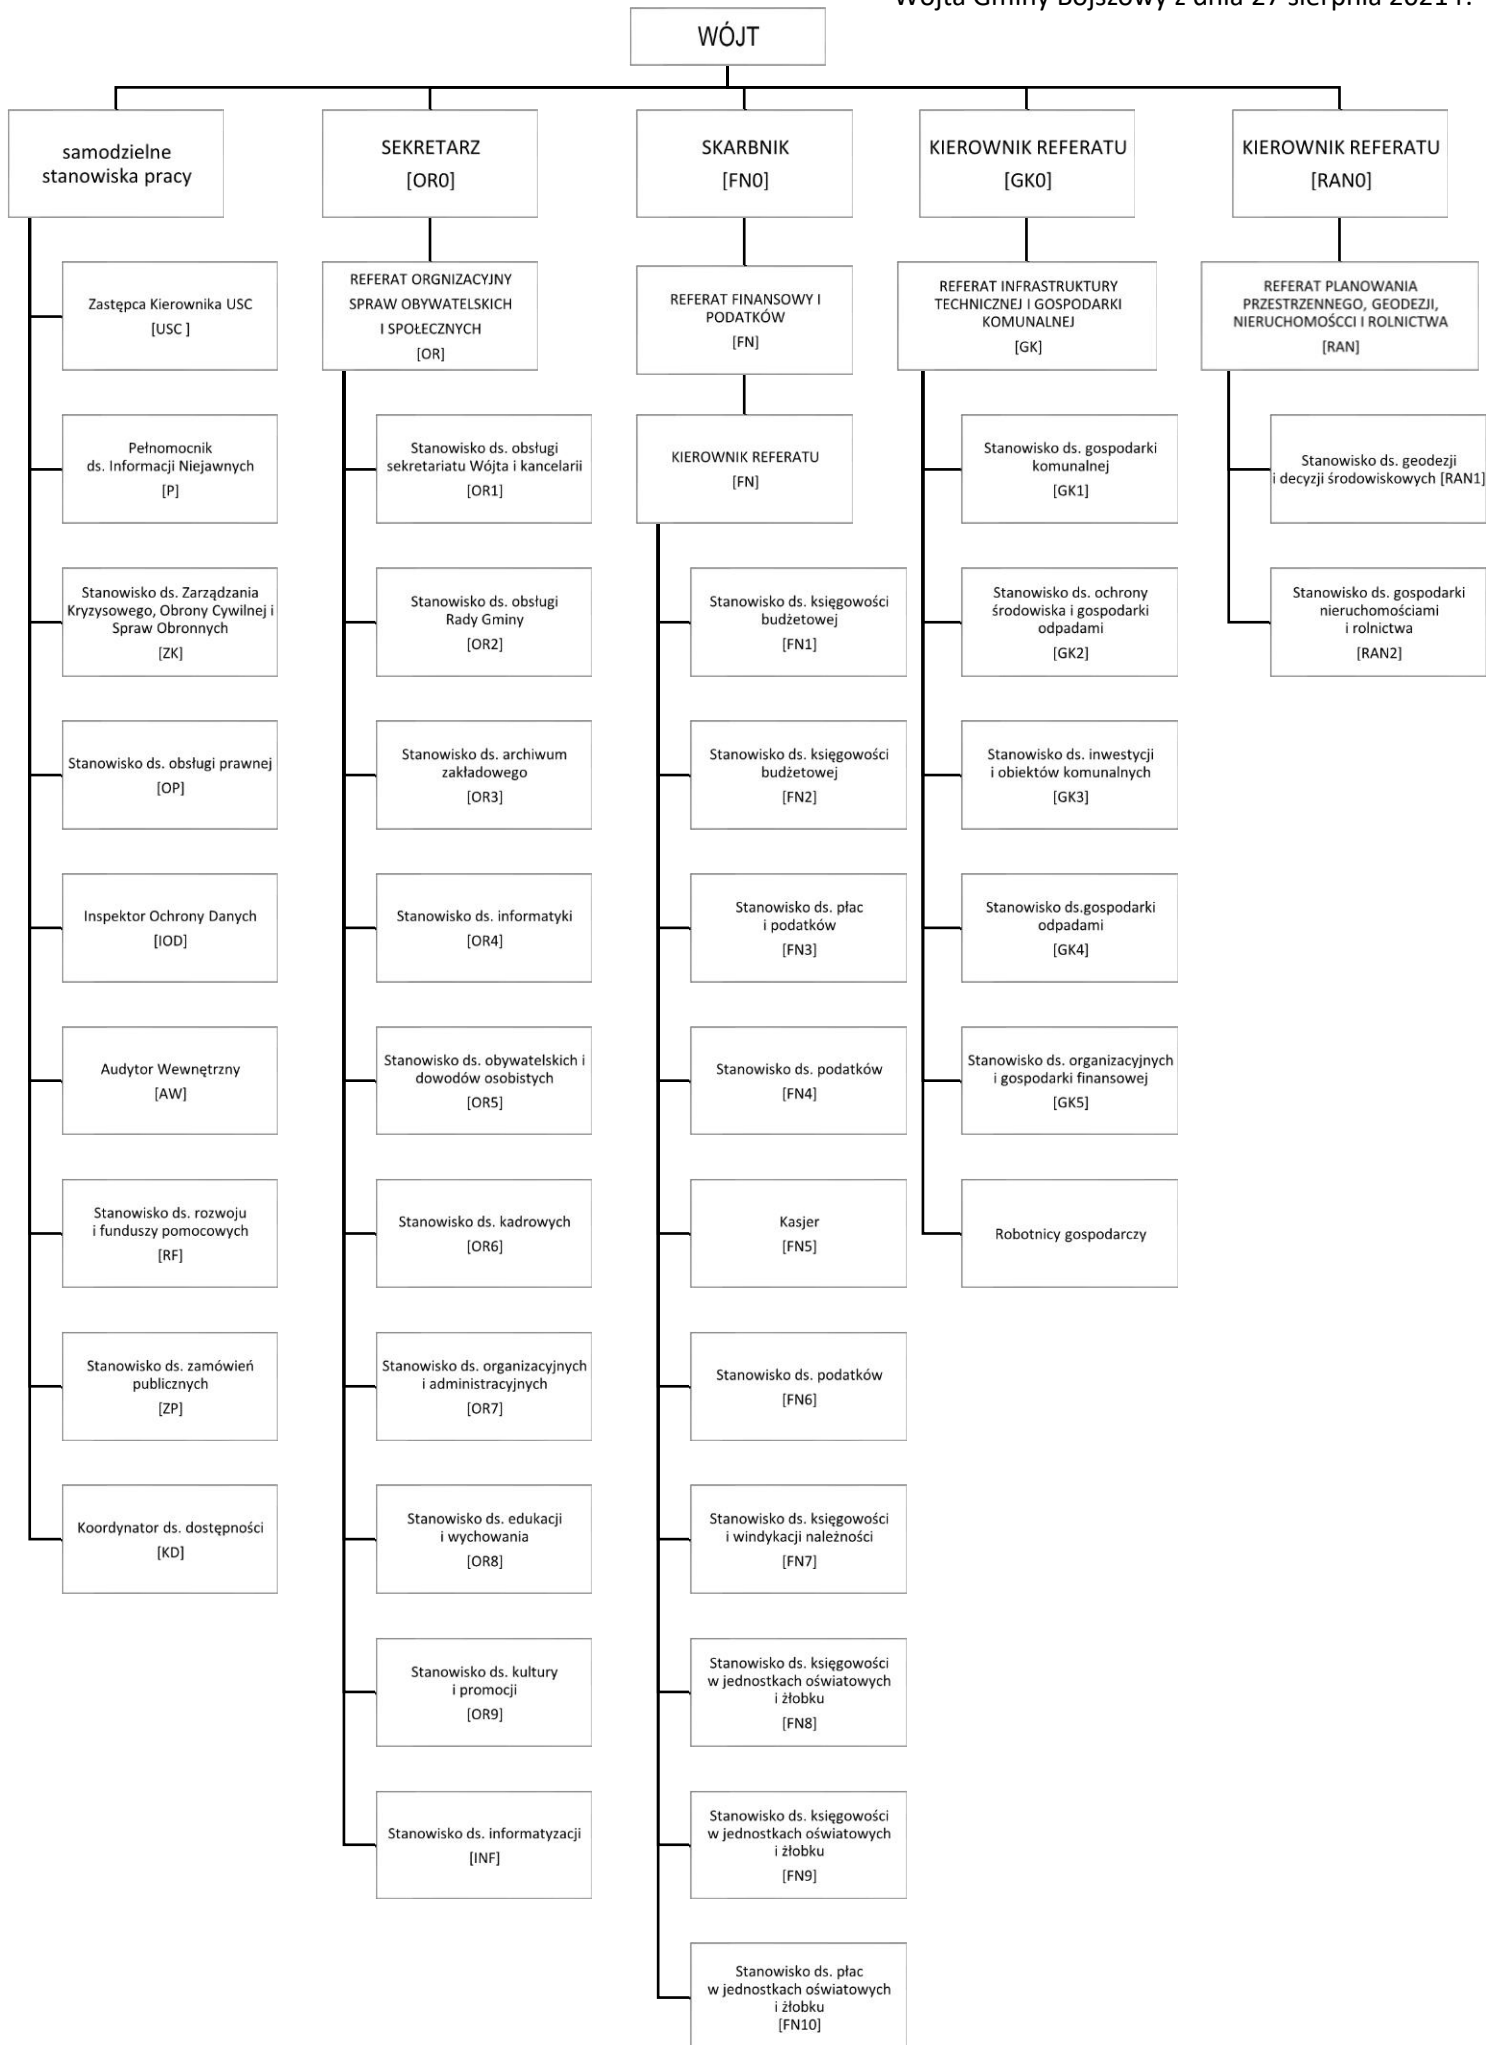 Wójta Gminy Bojszowy z dnia 27 sierpnia 2021 r.
WÓJT
samodzielne
stanowiska pracy
SEKRETARZ
[OR0]
SKARBNIK
[FN0]
KIEROWNIK REFERATU
[GK0]
KIEROWNIK REFERATU
[RAN0]
Zastępca Kierownika USC
[USC ]
Pełnomocnik
ds. Informacji Niejawnych
[P]
Stanowisko ds. Zarządzania
Kryzysowego, Obrony Cywilnej i
Spraw Obronnych
[ZK]
Stanowisko ds. obsługi prawnej
[OP]
Inspektor Ochrony Danych
[IOD]
Audytor Wewnętrzny
[AW]
Stanowisko ds. rozwoju
i funduszy pomocowych
[RF]
Stanowisko ds. zamówień
publicznych
[ZP]
Koordynator ds. dostępności
[KD]
REFERAT ORGNIZACYJNY
SPRAW OBYWATELSKICH
I SPOŁECZNYCH
[OR]
Stanowisko ds. obsługi
sekretariatu Wójta i kancelarii
[OR1]
Stanowisko ds. obsługi
Rady Gminy
[OR2]
Stanowisko ds. archiwum
zakładowego
[OR3]
Stanowisko ds. informatyki
[OR4]
Stanowisko ds. obywatelskich i
dowodów osobistych
[OR5]
Stanowisko ds. kadrowych
[OR6]
Stanowisko ds. organizacyjnych
i administracyjnych
[OR7]
Stanowisko ds. edukacji
i wychowania
[OR8]
Stanowisko ds. kultury
i promocji
[OR9]
Stanowisko ds. informatyzacji
[INF]
REFERAT FINANSOWY I
PODATKÓW
[FN]
KIEROWNIK REFERATU
[FN]
Stanowisko ds. księgowości
budżetowej
[FN1]
Stanowisko ds. księgowości
budżetowej
[FN2]
Stanowisko ds. płac
i podatków
[FN3]
Stanowisko ds. podatków
[FN4]
Kasjer
[FN5]
Stanowisko ds. podatków
[FN6]
Stanowisko ds. księgowości
i windykacji należności
[FN7]
Stanowisko ds. księgowości
w jednostkach oświatowych
i żłobku
[FN8]
Stanowisko ds. księgowości
w jednostkach oświatowych
i żłobku
[FN9]
Stanowisko ds. płac
w jednostkach oświatowych
i żłobku
[FN10]
REFERAT INFRASTRUKTURY
TECHNICZNEJ I GOSPODARKI
KOMUNALNEJ
[GK]
Stanowisko ds. gospodarki
komunalnej
[GK1]
Stanowisko ds. ochrony
środowiska i gospodarki
odpadami
[GK2]
Stanowisko ds. inwestycji
i obiektów komunalnych
[GK3]
Stanowisko ds.gospodarki
odpadami
[GK4]
Stanowisko ds. organizacyjnych
i gospodarki finansowej
[GK5]
Robotnicy gospodarczy
REFERAT PLANOWANIA
PRZESTRZENNEGO, GEODEZJI,
NIERUCHOMOŚCCI I ROLNICTWA
[RAN]
Stanowisko ds. geodezji
i decyzji środowiskowych [RAN1]
Stanowisko ds. gospodarki
nieruchomościami
i rolnictwa
[RAN2]